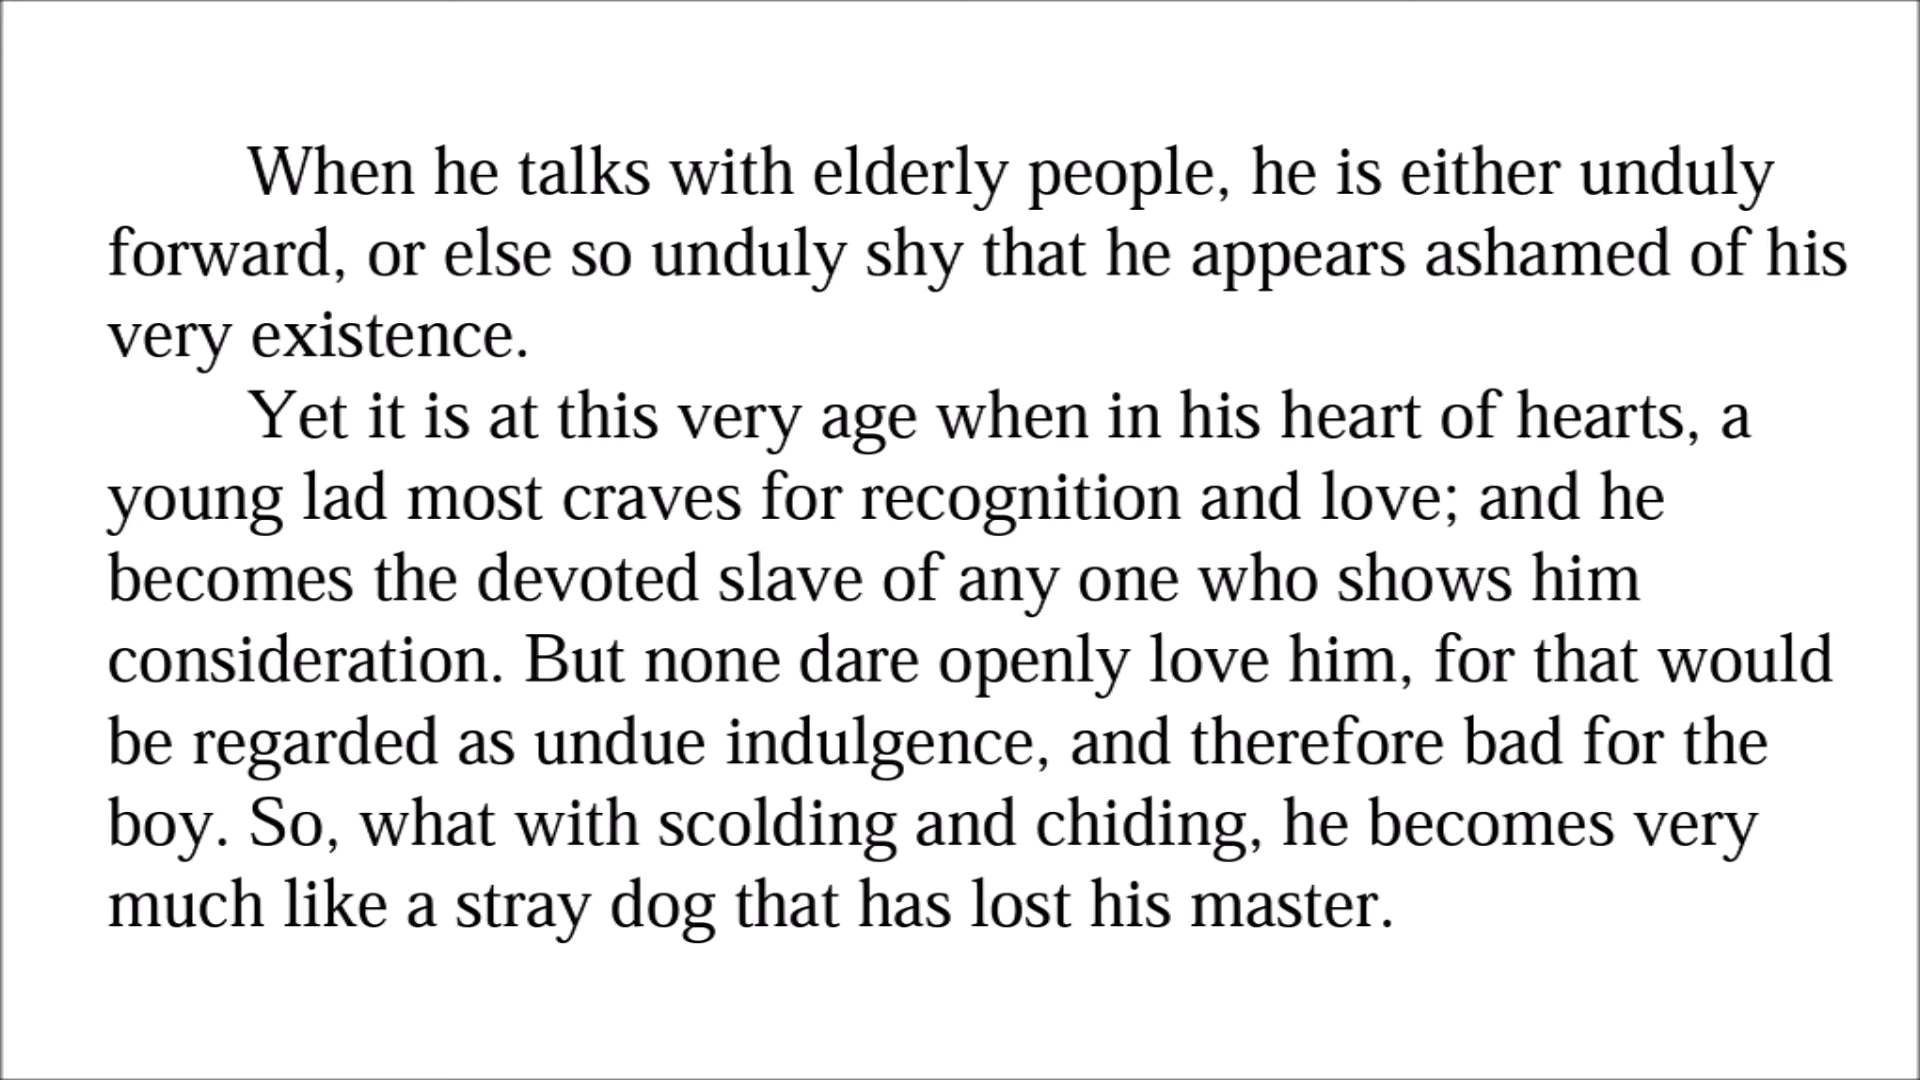 When he talks with elderly people, he is either unduly
forward, or else so unduly shy that he appears ashamed of his
very existence.
Yet it is at this very age when in his heart of hearts, a
young lad most craves for recognition and love; and he
becomes the devoted slave of any one who shows him
consideration. But none dare openly love him, for that would
be regarded as undue indulgence, and therefore bad for the
boy. So, what with scolding and chiding, he becomes very
much like a stray dog that has lost his master.